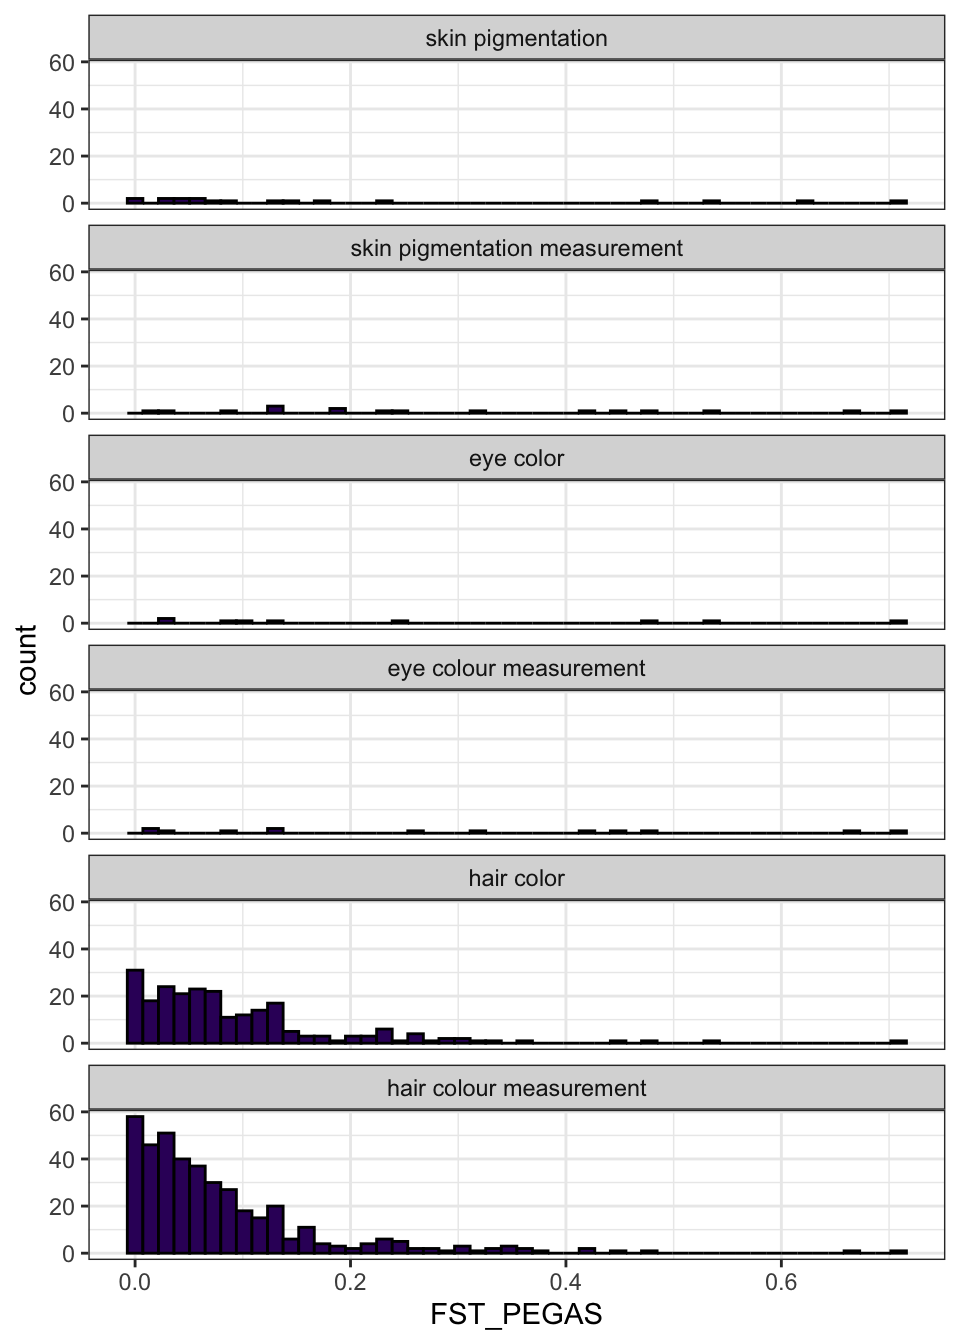 skin pigmentation
60
40
20
0
skin pigmentation measurement
60
40
20
0
eye color
60
40
20
0
eye colour measurement
60
40
20
0
hair color
60
40
20
0
hair colour measurement
60
40
20
0
0.0 0.2 0.4 0.6
FST_PEGAS
count